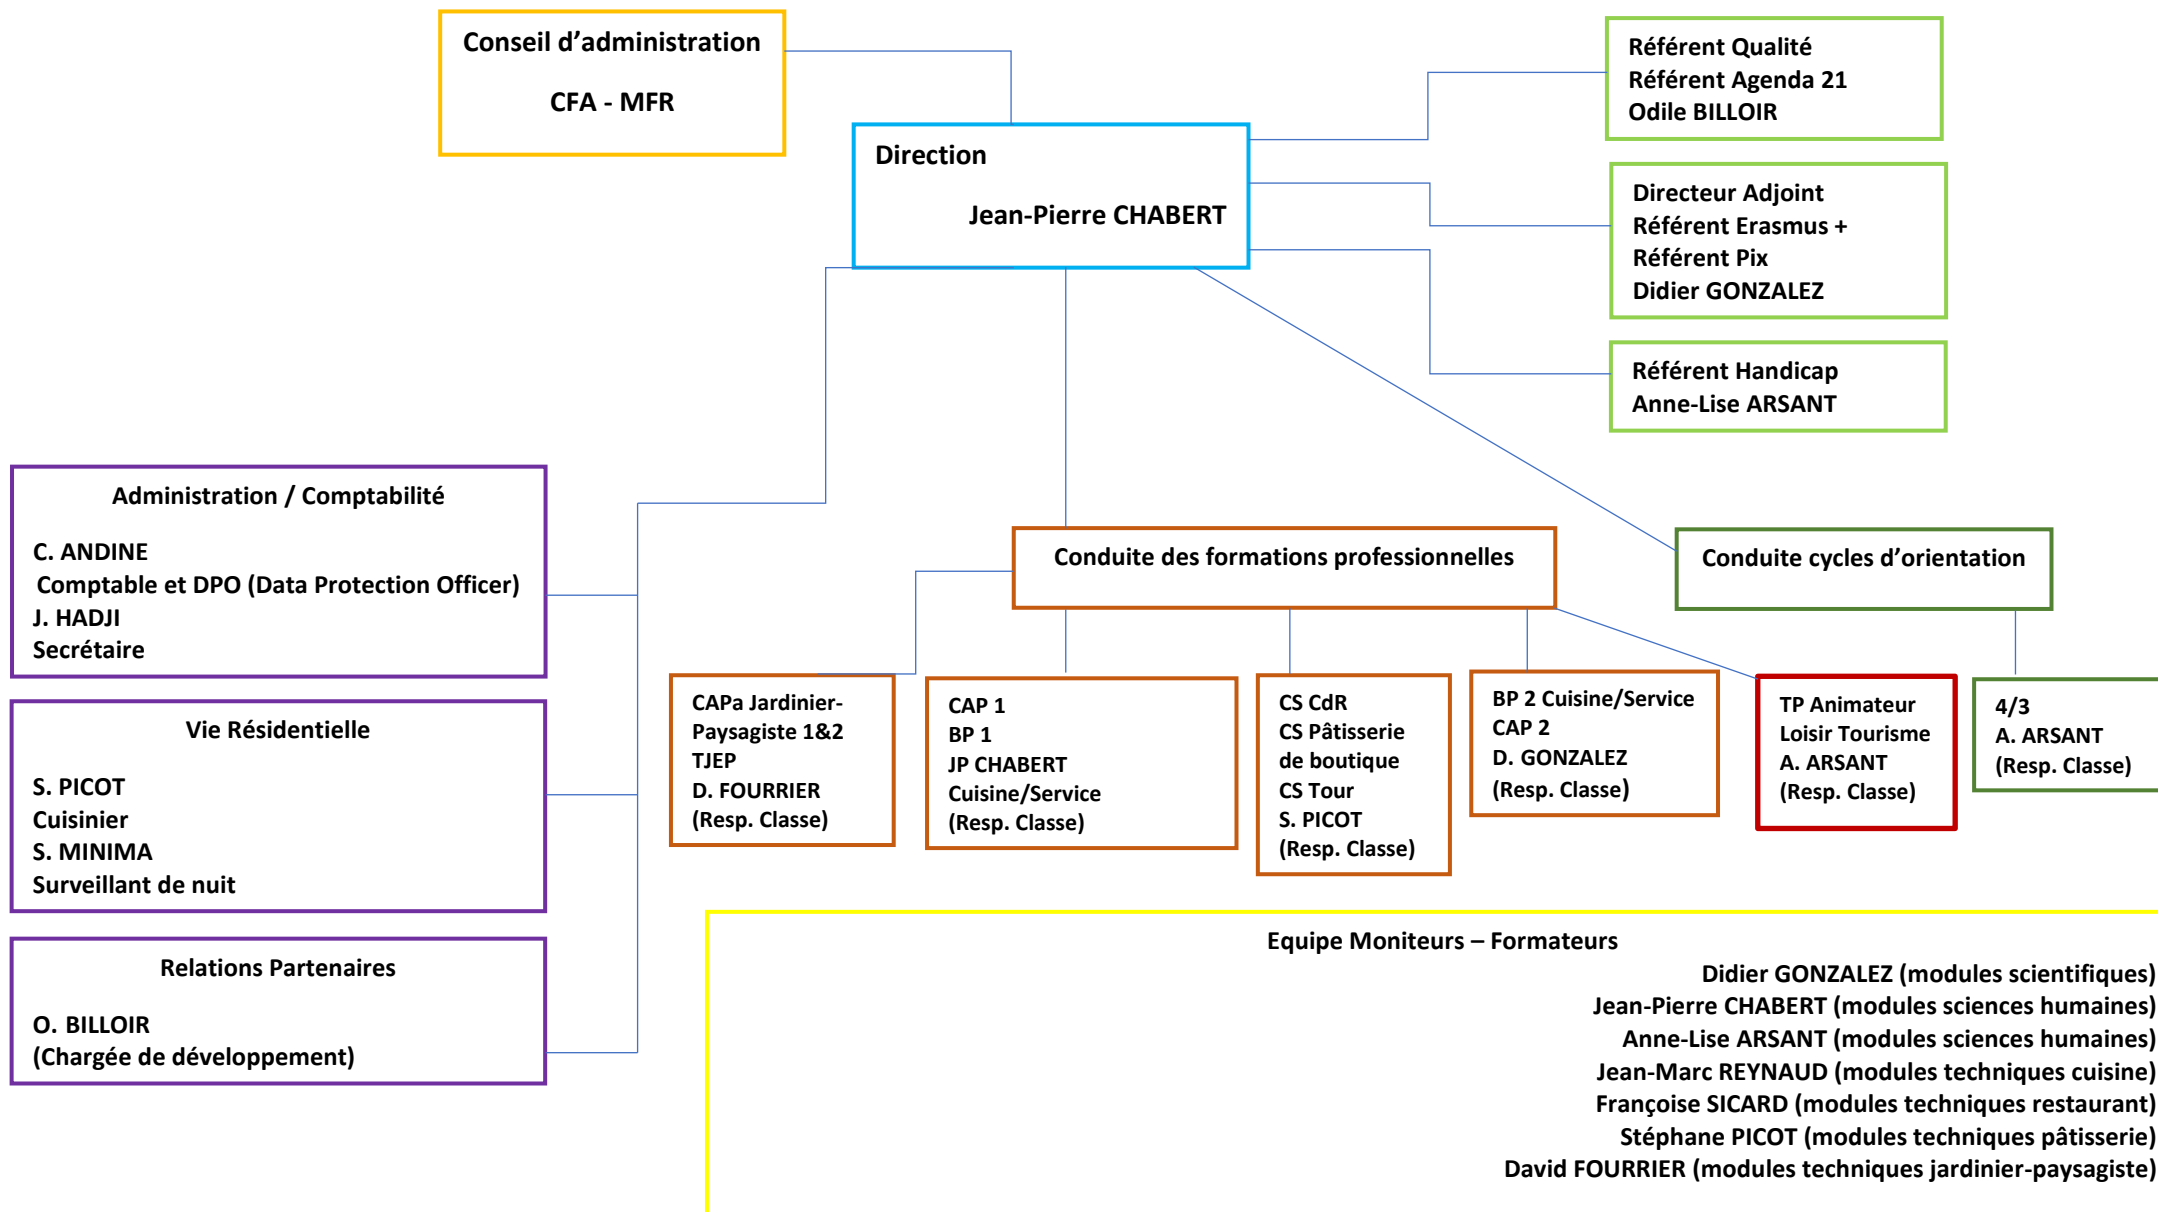 Conseil d’administration
CFA - MFR
Direction
Jean-Pierre CHABERT
Référent Qualité
Référent Agenda 21
Odile BILLOIR
Directeur Adjoint
Référent Erasmus +
Référent Pix
Didier GONZALEZ
Référent Handicap
Anne-Lise ARSANT
Administration / Comptabilité
C. ANDINE
Comptable et DPO (Data Protection Officer)
J. HADJI
Secrétaire
Vie Résidentielle
S. PICOT
Cuisinier
S. MINIMA
Surveillant de nuit
Relations Partenaires
O. BILLOIR
(Chargée de développement)
Conduite des formations professionnelles
Conduite cycles d’orientation
CAPa Jardinier-
Paysagiste 1&2
TJEP
D. FOURRIER
(Resp. Classe)
CAP 1
BP 1
JP CHABERT
Cuisine/Service
(Resp. Classe)
CS CdR
CS Pâtisserie
de boutique
CS Tour
S. PICOT
(Resp. Classe)
BP 2 Cuisine/Service
CAP 2
D. GONZALEZ
(Resp. Classe)
TP Animateur
Loisir Tourisme
A. ARSANT
(Resp. Classe)
4/3
A. ARSANT
(Resp. Classe)
Equipe Moniteurs – Formateurs
Didier GONZALEZ (modules scientifiques)
Jean-Pierre CHABERT (modules sciences humaines)
Anne-Lise ARSANT (modules sciences humaines)
Jean-Marc REYNAUD (modules techniques cuisine)
Françoise SICARD (modules techniques restaurant)
Stéphane PICOT (modules techniques pâtisserie)
David FOURRIER (modules techniques jardinier-paysagiste)